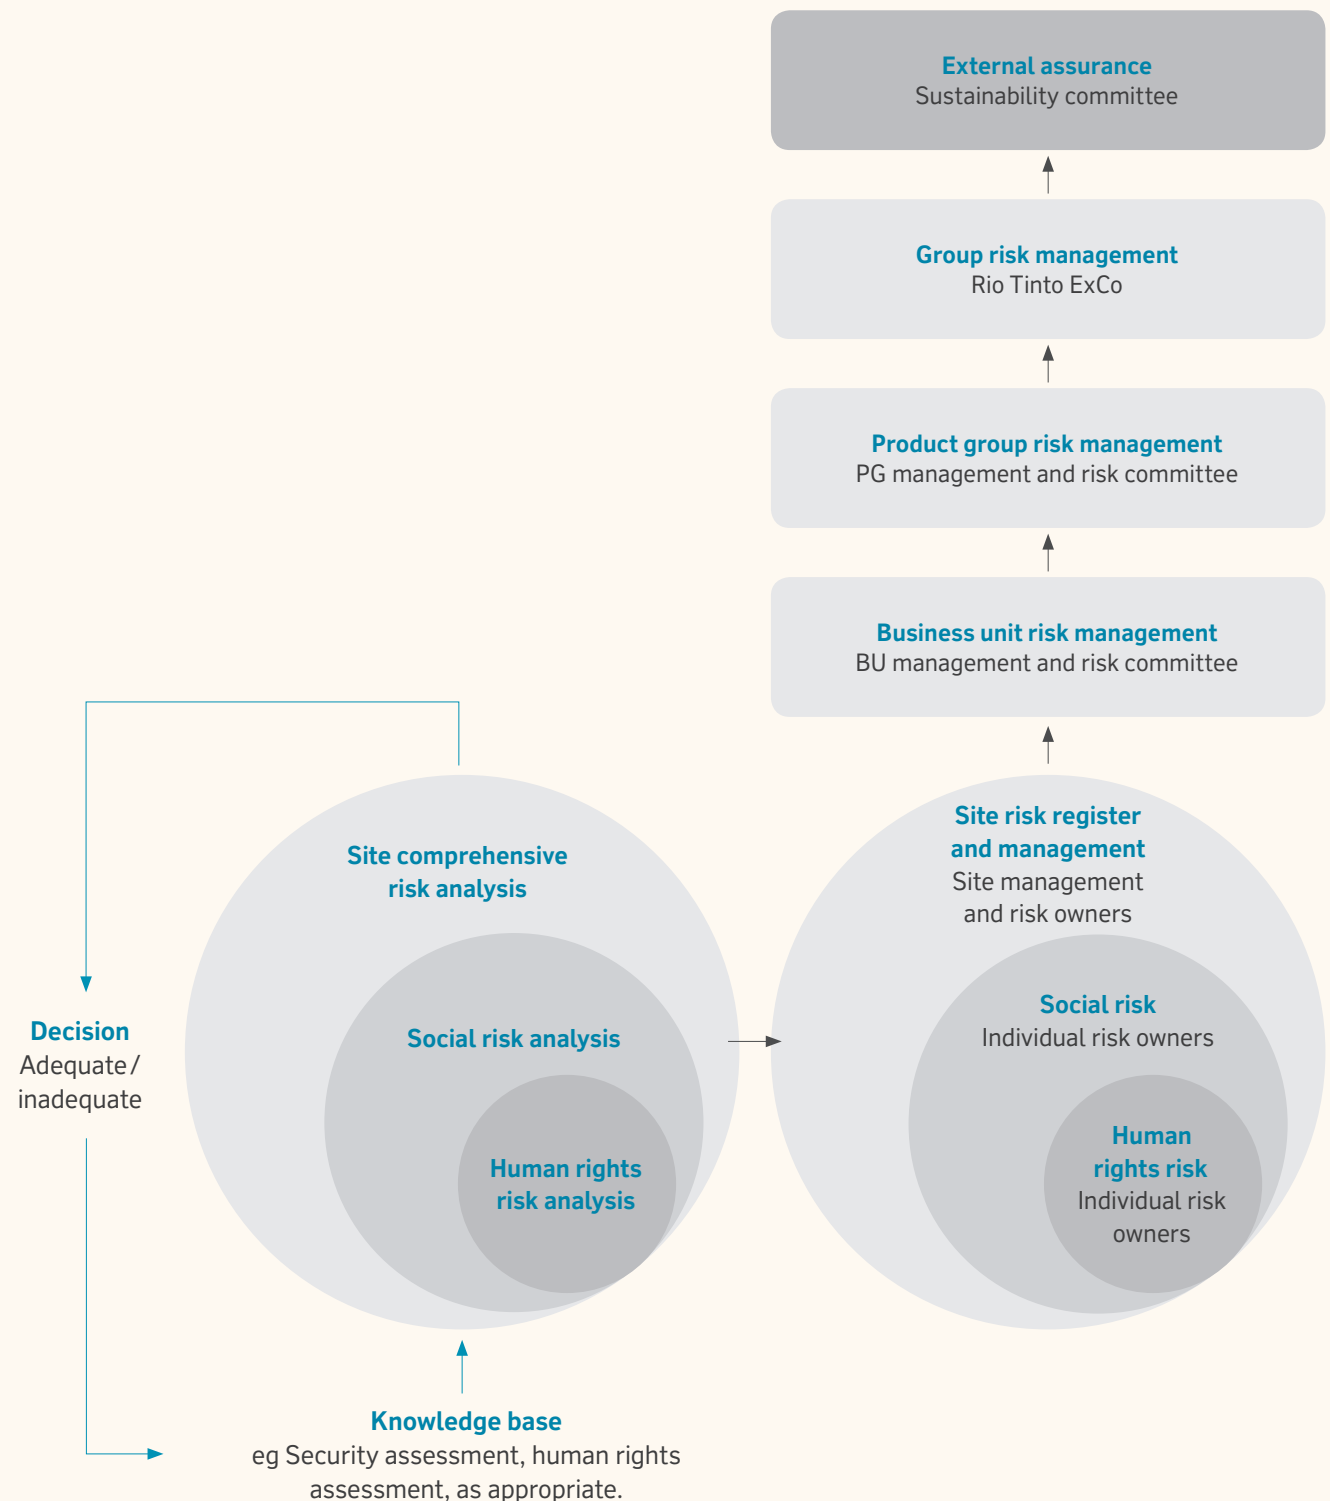 External assurance
Sustainability committee
Group risk management
Rio Tinto ExCo
Product group risk management
PG management and risk committee
Business unit risk management
BU management and risk committee
Site risk register
and management
Site management
and risk owners
Social risk
Individual risk owners
Human
rights risk
Individual risk
owners
Site comprehensive
risk analysis
Social risk analysis
Human rights
risk analysis
Decision
Adequate/
inadequate
Knowledge base
eg Security assessment, human rights
assessment, as appropriate.